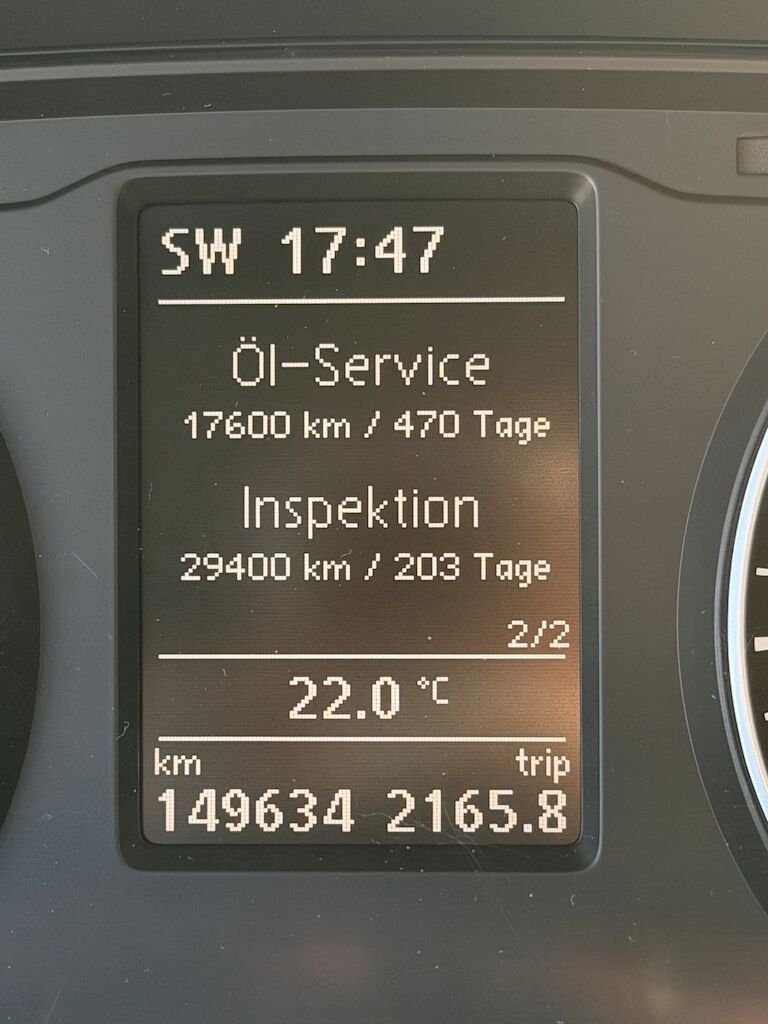 SW 17:47
Öl-Service
17600 km / 470 Tage
Inspektion
29400 km / 203 Tage
2/2
22.0 °C
km trip
149634 2165.8